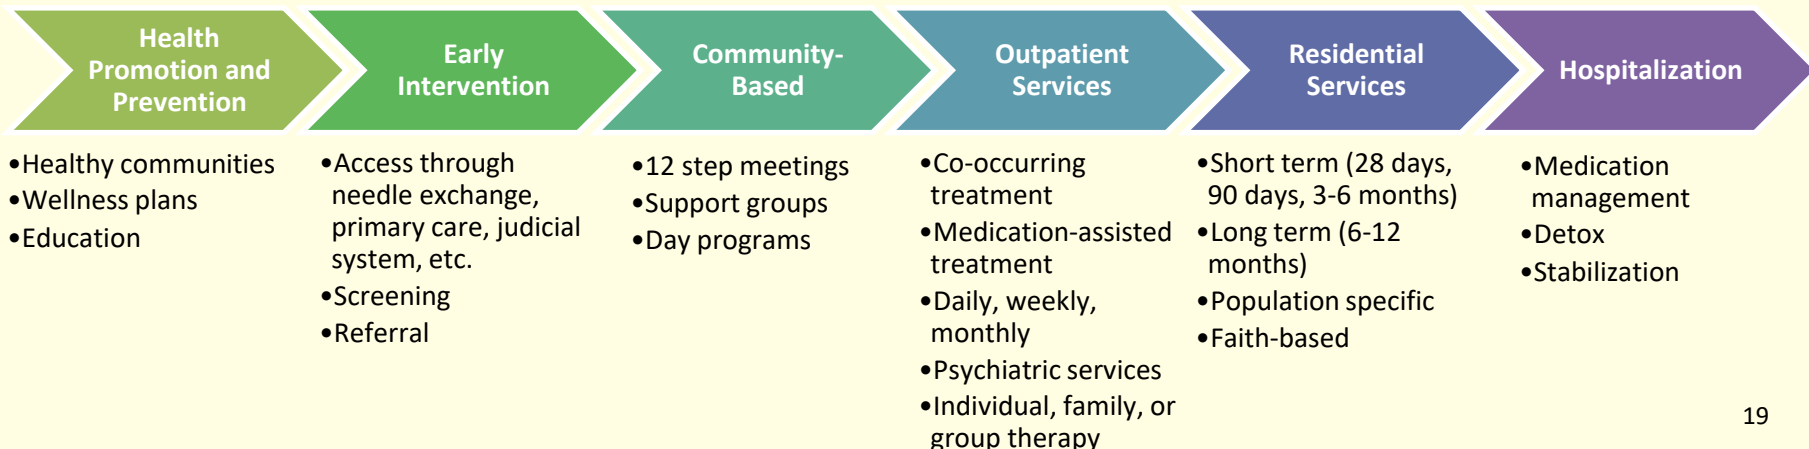 Health
Promotion and
Prevention
•Healthy communities
•Wellness plans
•Education
Early
Intervention
•Access through
needle exchange,
primary care, judicial
system, etc.
•Screening
•Referral
Community-
Based
•12 step meetings
•Support groups
•Day programs
Outpatient
Services
•Co-occurring
treatment
•Medication-assisted
treatment
•Daily, weekly,
monthly
•Psychiatric services
•Individual, family, or
group therapy
Residential
Services
•Short term (28 days,
90 days, 3-6 months)
•Long term (6-12
months)
•Population specific
•Faith-based
Hospitalization
•Medication
management
•Detox
•Stabilization
19